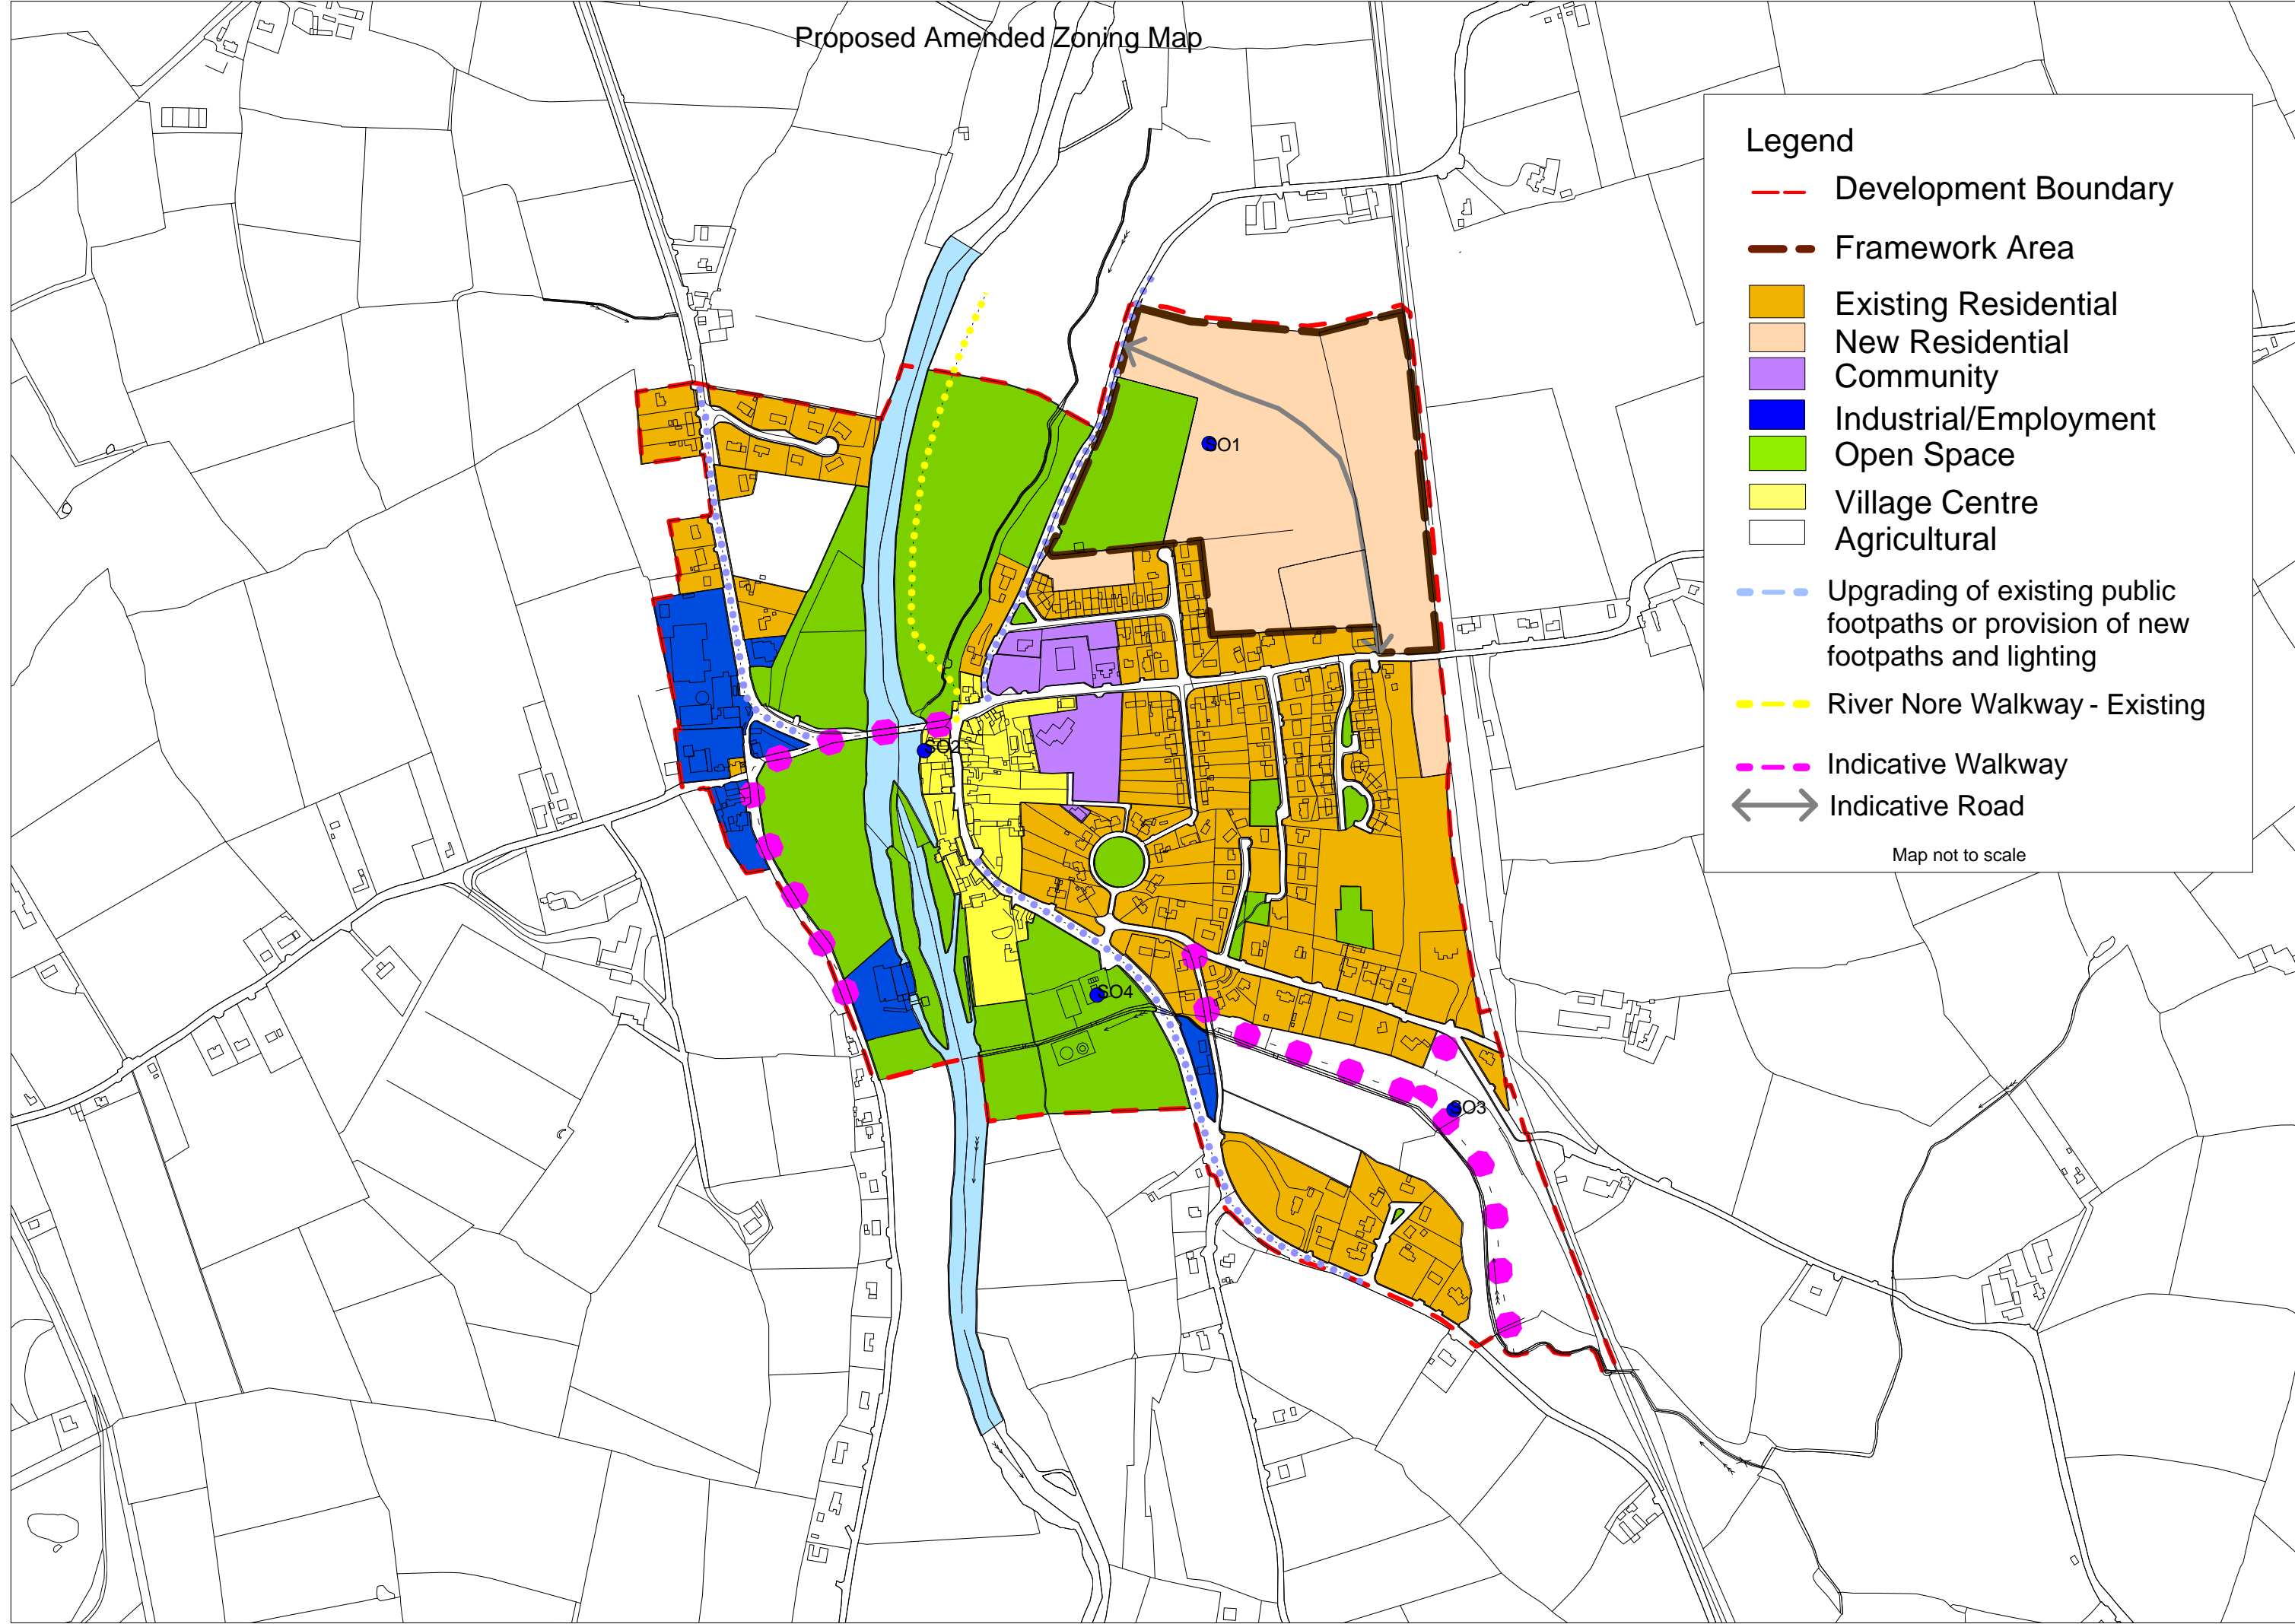 Proposed Amended Zoning Map
Legend
Development Boundary
Framework Area
Existing Residential
New Residential
Community
Industrial/Employment
Open Space
Village Centre
Agricultural
Upgrading of existing public
footpaths or provision of new
footpaths and lighting
River Nore Walkway - Existing
Indicative Walkway
Indicative Road
Map not to scale
SO1
SO2
SO4
SO3